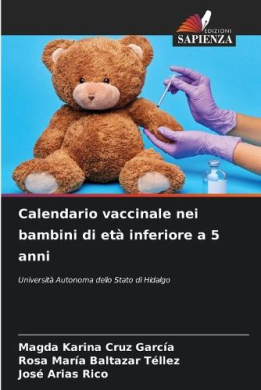 EDIZIONI
SAPIENZA
Calendario vaccinale nei
bambini di età inferiore a 5
anni
Università Autonoma dello Stato di Hidalgo
Magda Karina Cruz García
Rosa María Baltazar Téllez
José Arias Rico